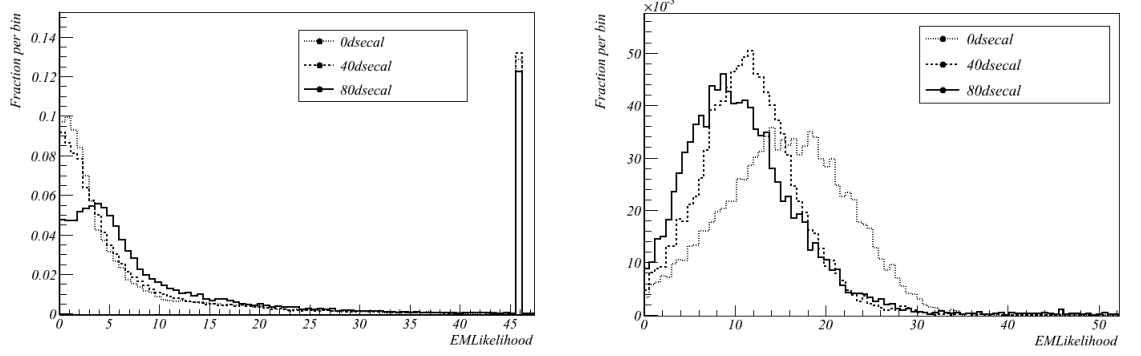 Fraction per bin
0.14
0.12
0.1
0.08
0.06
0.04
0.02
0
0dsecal
40dsecal
80dsecal
0 5 10 15 20 25 30 35 40 45
EMLikelihood
×10⁻³
Fraction per bin
50
40
30
20
10
0
0dsecal
40dsecal
80dsecal
0 10 20 30 40 50
EMLikelihood